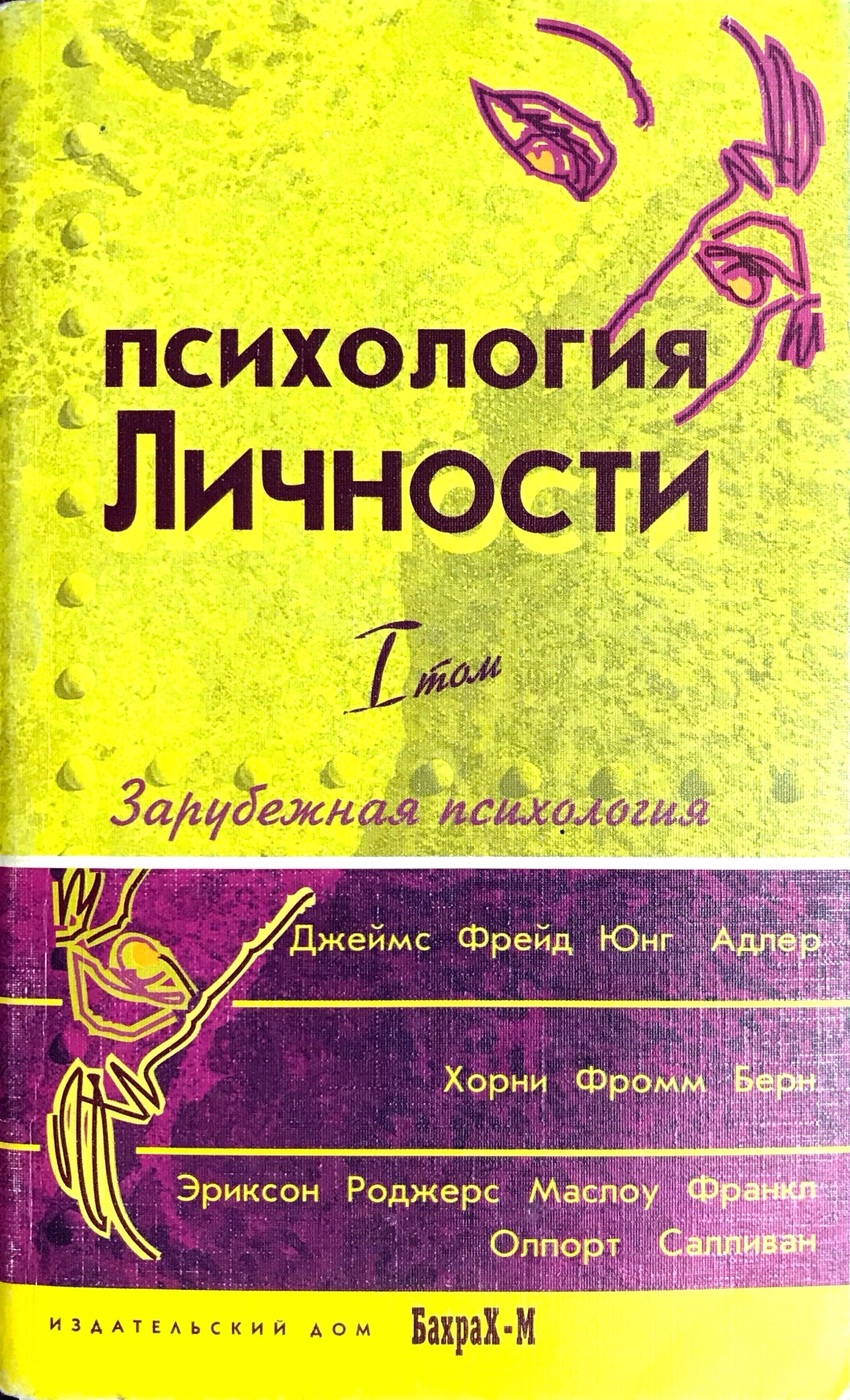 психология
Личности
I том
Зарубежная психология
Джеймс Фрейд Юнг Адлер
Хорни Фромм Берн
Эриксон Роджерс Маслоу Франкл
Олпорт Салливан
ИЗДАТЕЛЬСКИЙ ДОМ БахраХ-М